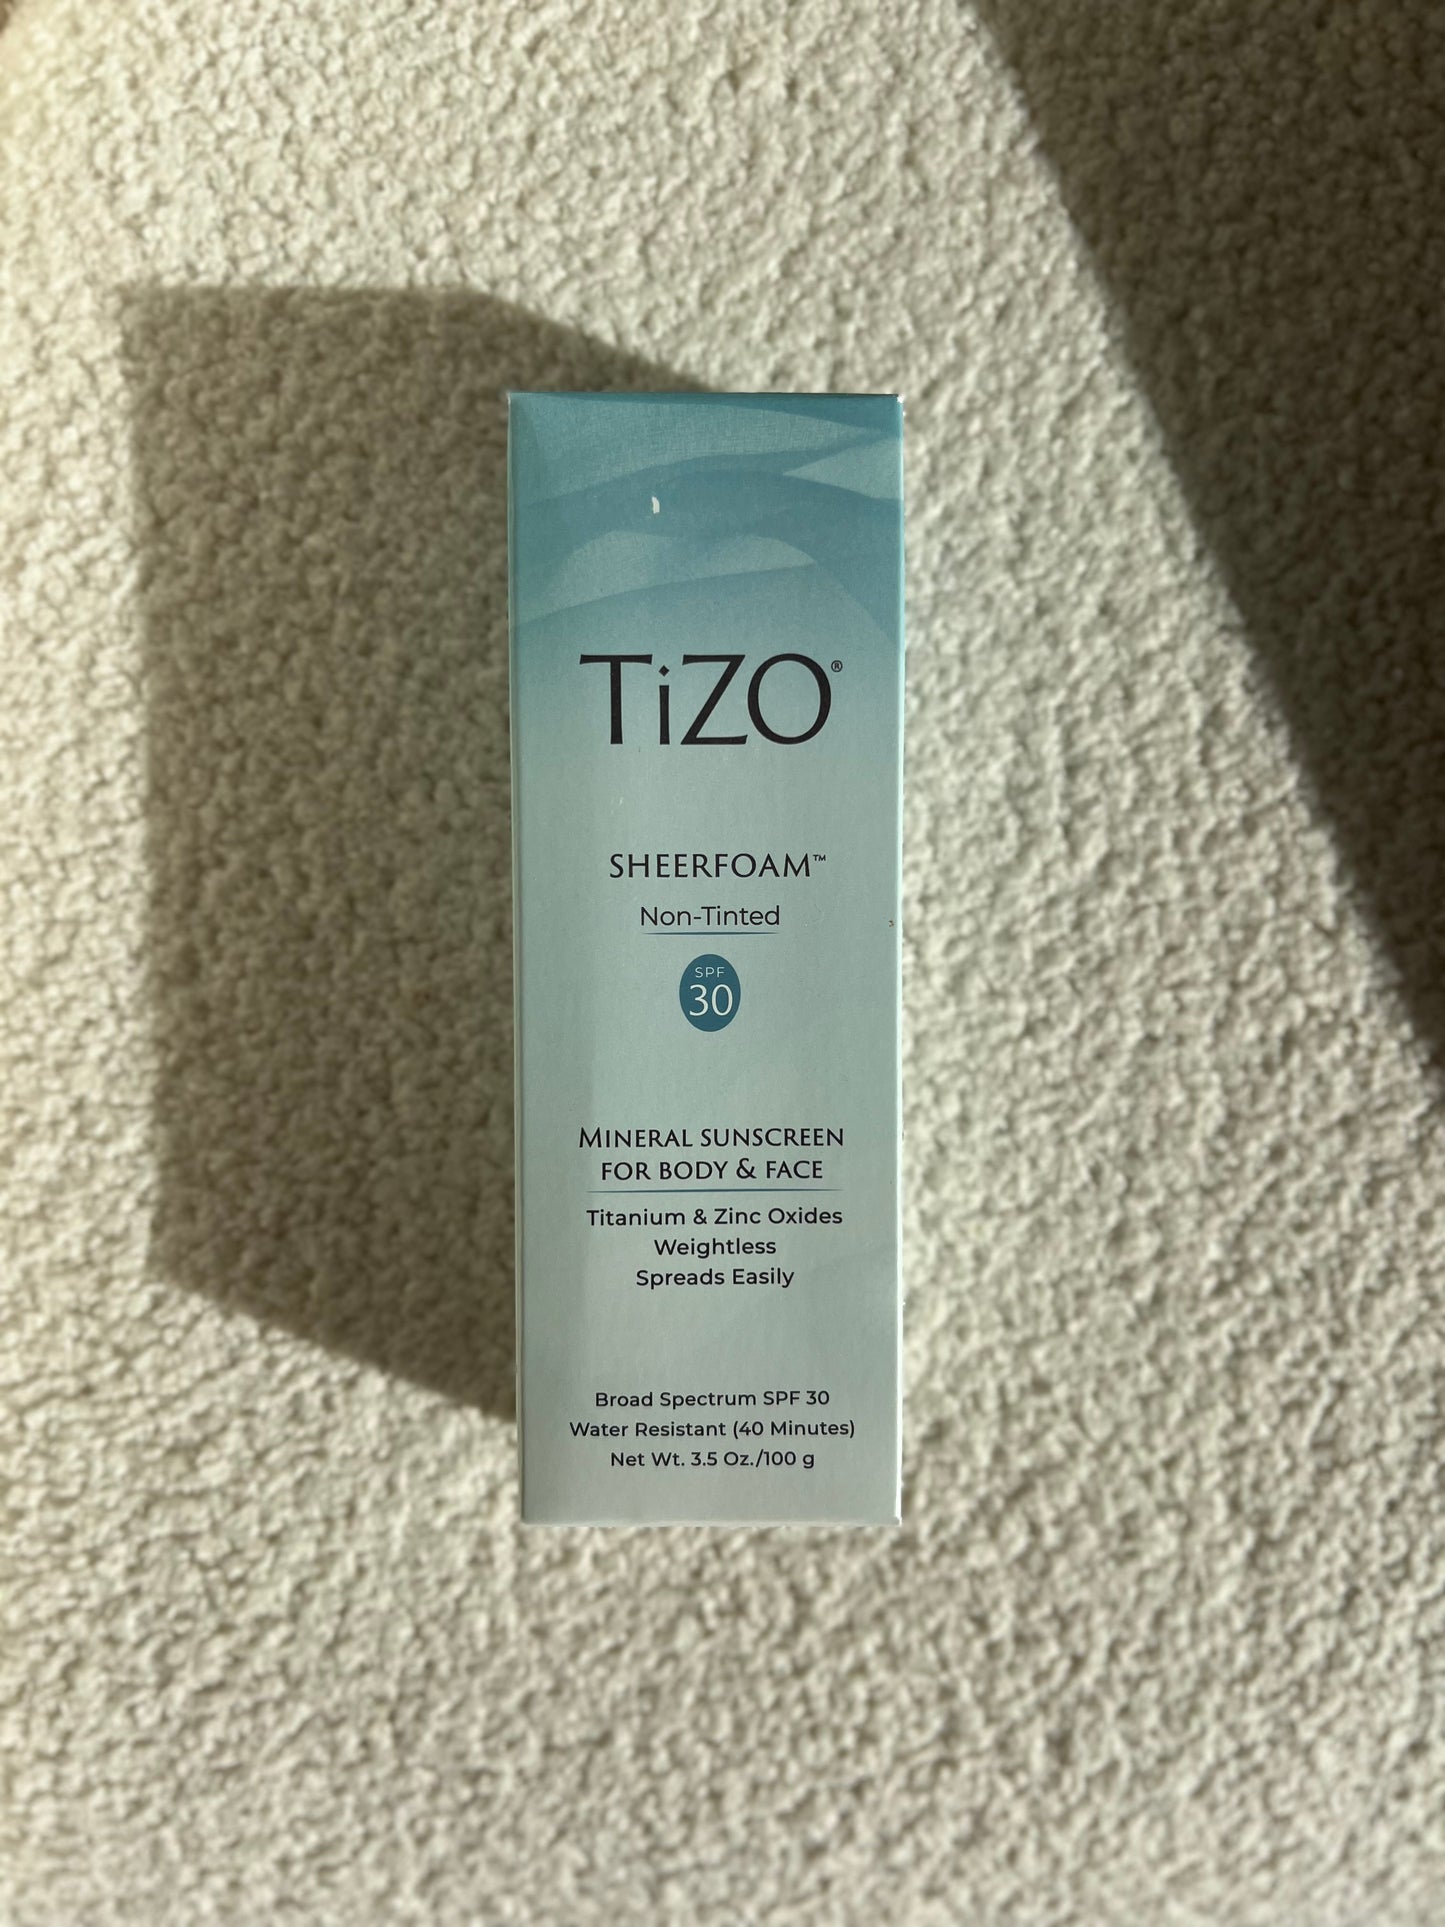 TiZO®
SHEERFOAM™
Non-Tinted
SPF
30
MINERAL SUNSCREEN
FOR BODY & FACE
Titanium & Zinc Oxides
Weightless
Spreads Easily
Broad Spectrum SPF 30
Water Resistant (40 Minutes)
Net Wt. 3.5 Oz./100 g